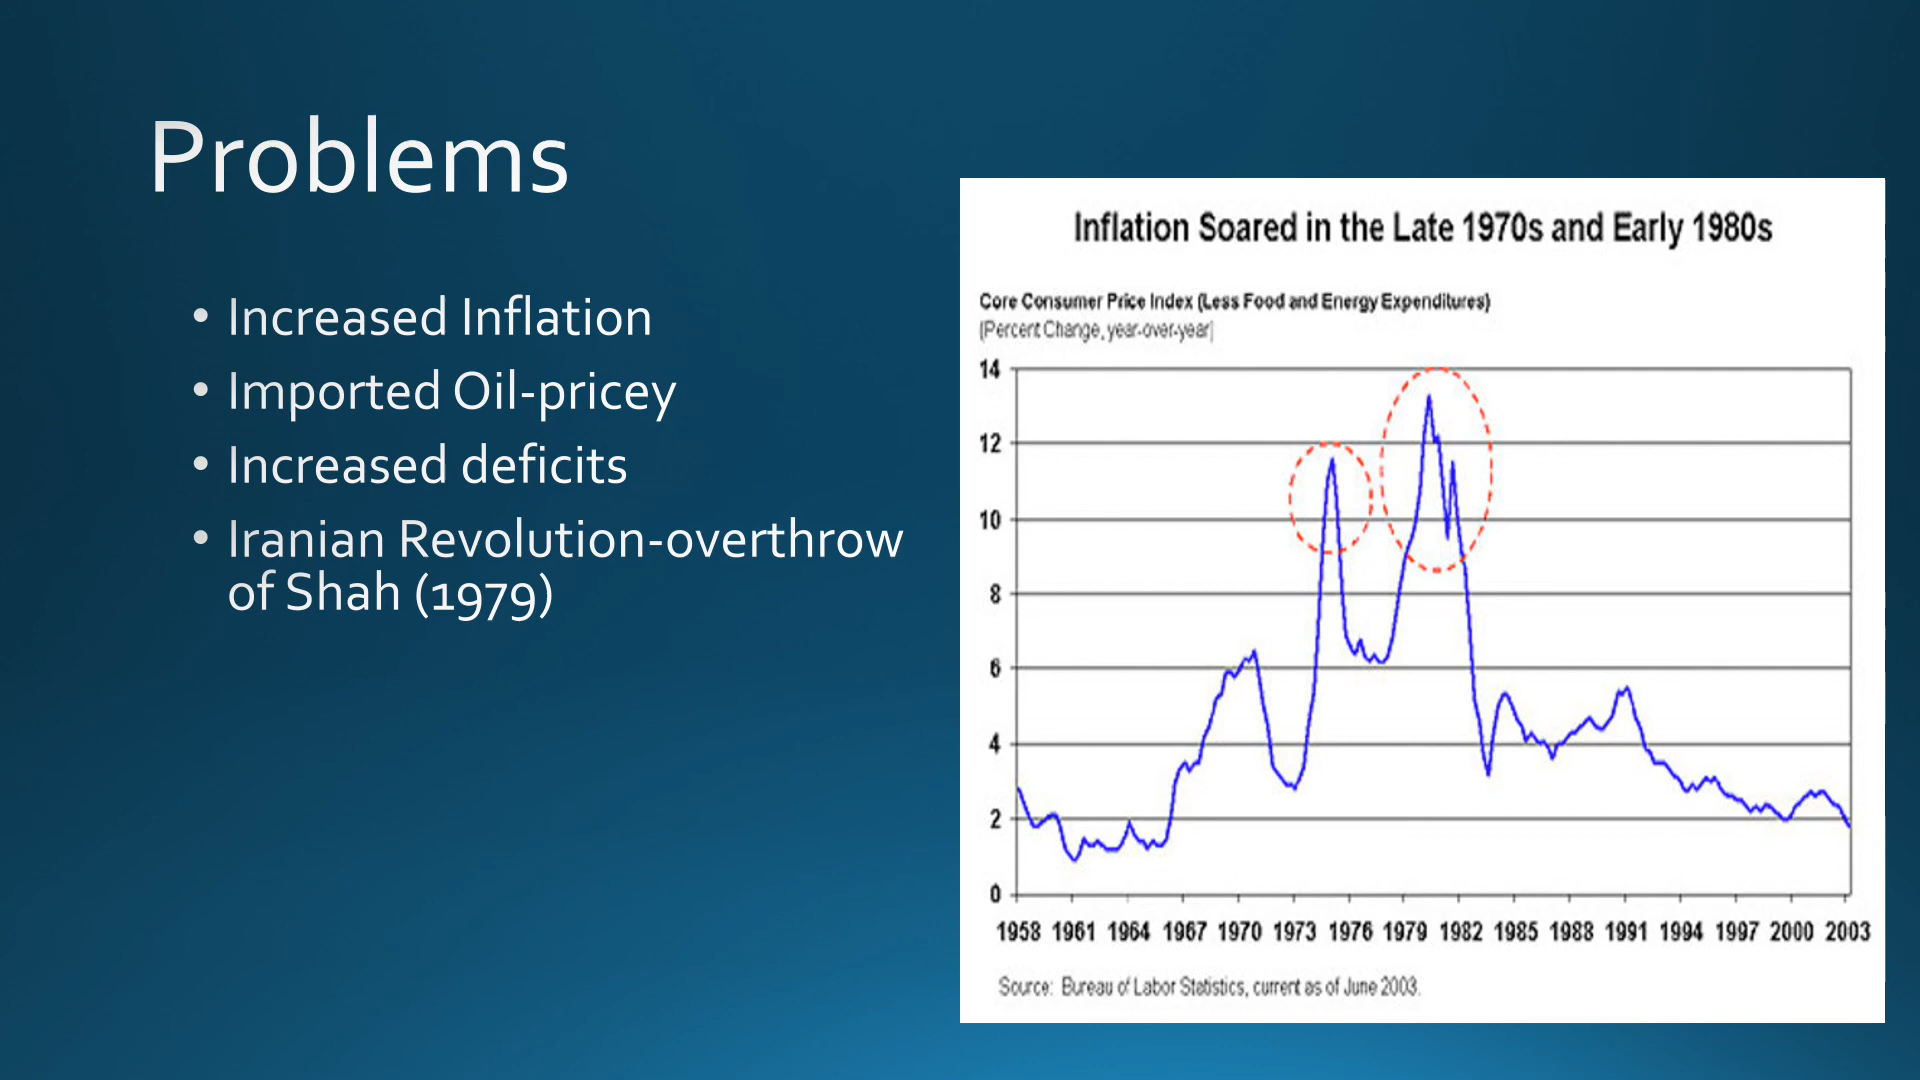 Problems
• Increased Inflation
• Imported Oil-pricey
• Increased deficits
• Iranian Revolution-overthrow
of Shah (1979)
Inflation Soared in the Late 1970s and Early 1980s
Core Consumer Price Index (Less Food and Energy Expenditures)
(Percent Change, year-over-year)
14
12
10
8
6
4
2
0
1958 1961 1964 1967 1970 1973 1976 1979 1982 1985 1988 1991 1994 1997 2000 2003
Source: Bureau of Labor Statistics, current as of June 2003.